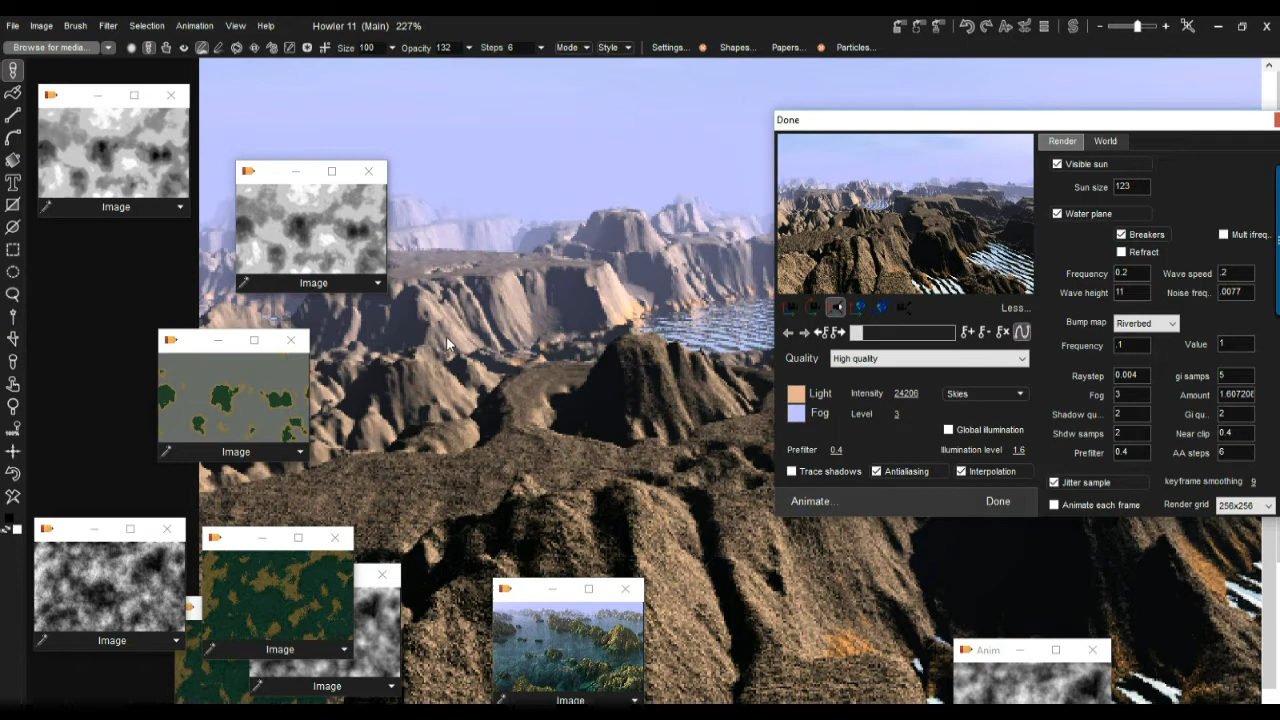 File Image Brush Filter Selection Animation View Help Howler 11 (Main) 227%
Browse for media... Size 100 Opacity 132 Steps 6 Mode Style Settings... Shapes... Papers... Particles...
Image
Image
Image
Image
Image
Image
Image
Anim
Done
Render World
Visible sun
Sun size 123
Water plane
Breakers Mult ifreq..
Refract
Frequency 0.2 Wave speed .2
Wave height 11 Noise freq.. .0077
Less...
Bump map Riverbed
Frequency .1 Value 1
Quality High quality
Raystep 0.004 gi samps 5
Light Intensity 24206 Skies
Fog 3 Amount 1.607208
Fog Level 3
Shadow qu... 2 Gi qu... 2
Global illumination
Shdw samps 2 Near clip 0.4
Prefilter 0.4 Illumination level 1.6
Prefilter 0.4 AA steps 6
Trace shadows Antialiasing Interpolation
Jitter sample keyframe smoothing 9
Animate... Done
Animate each frame Render grid 256x256